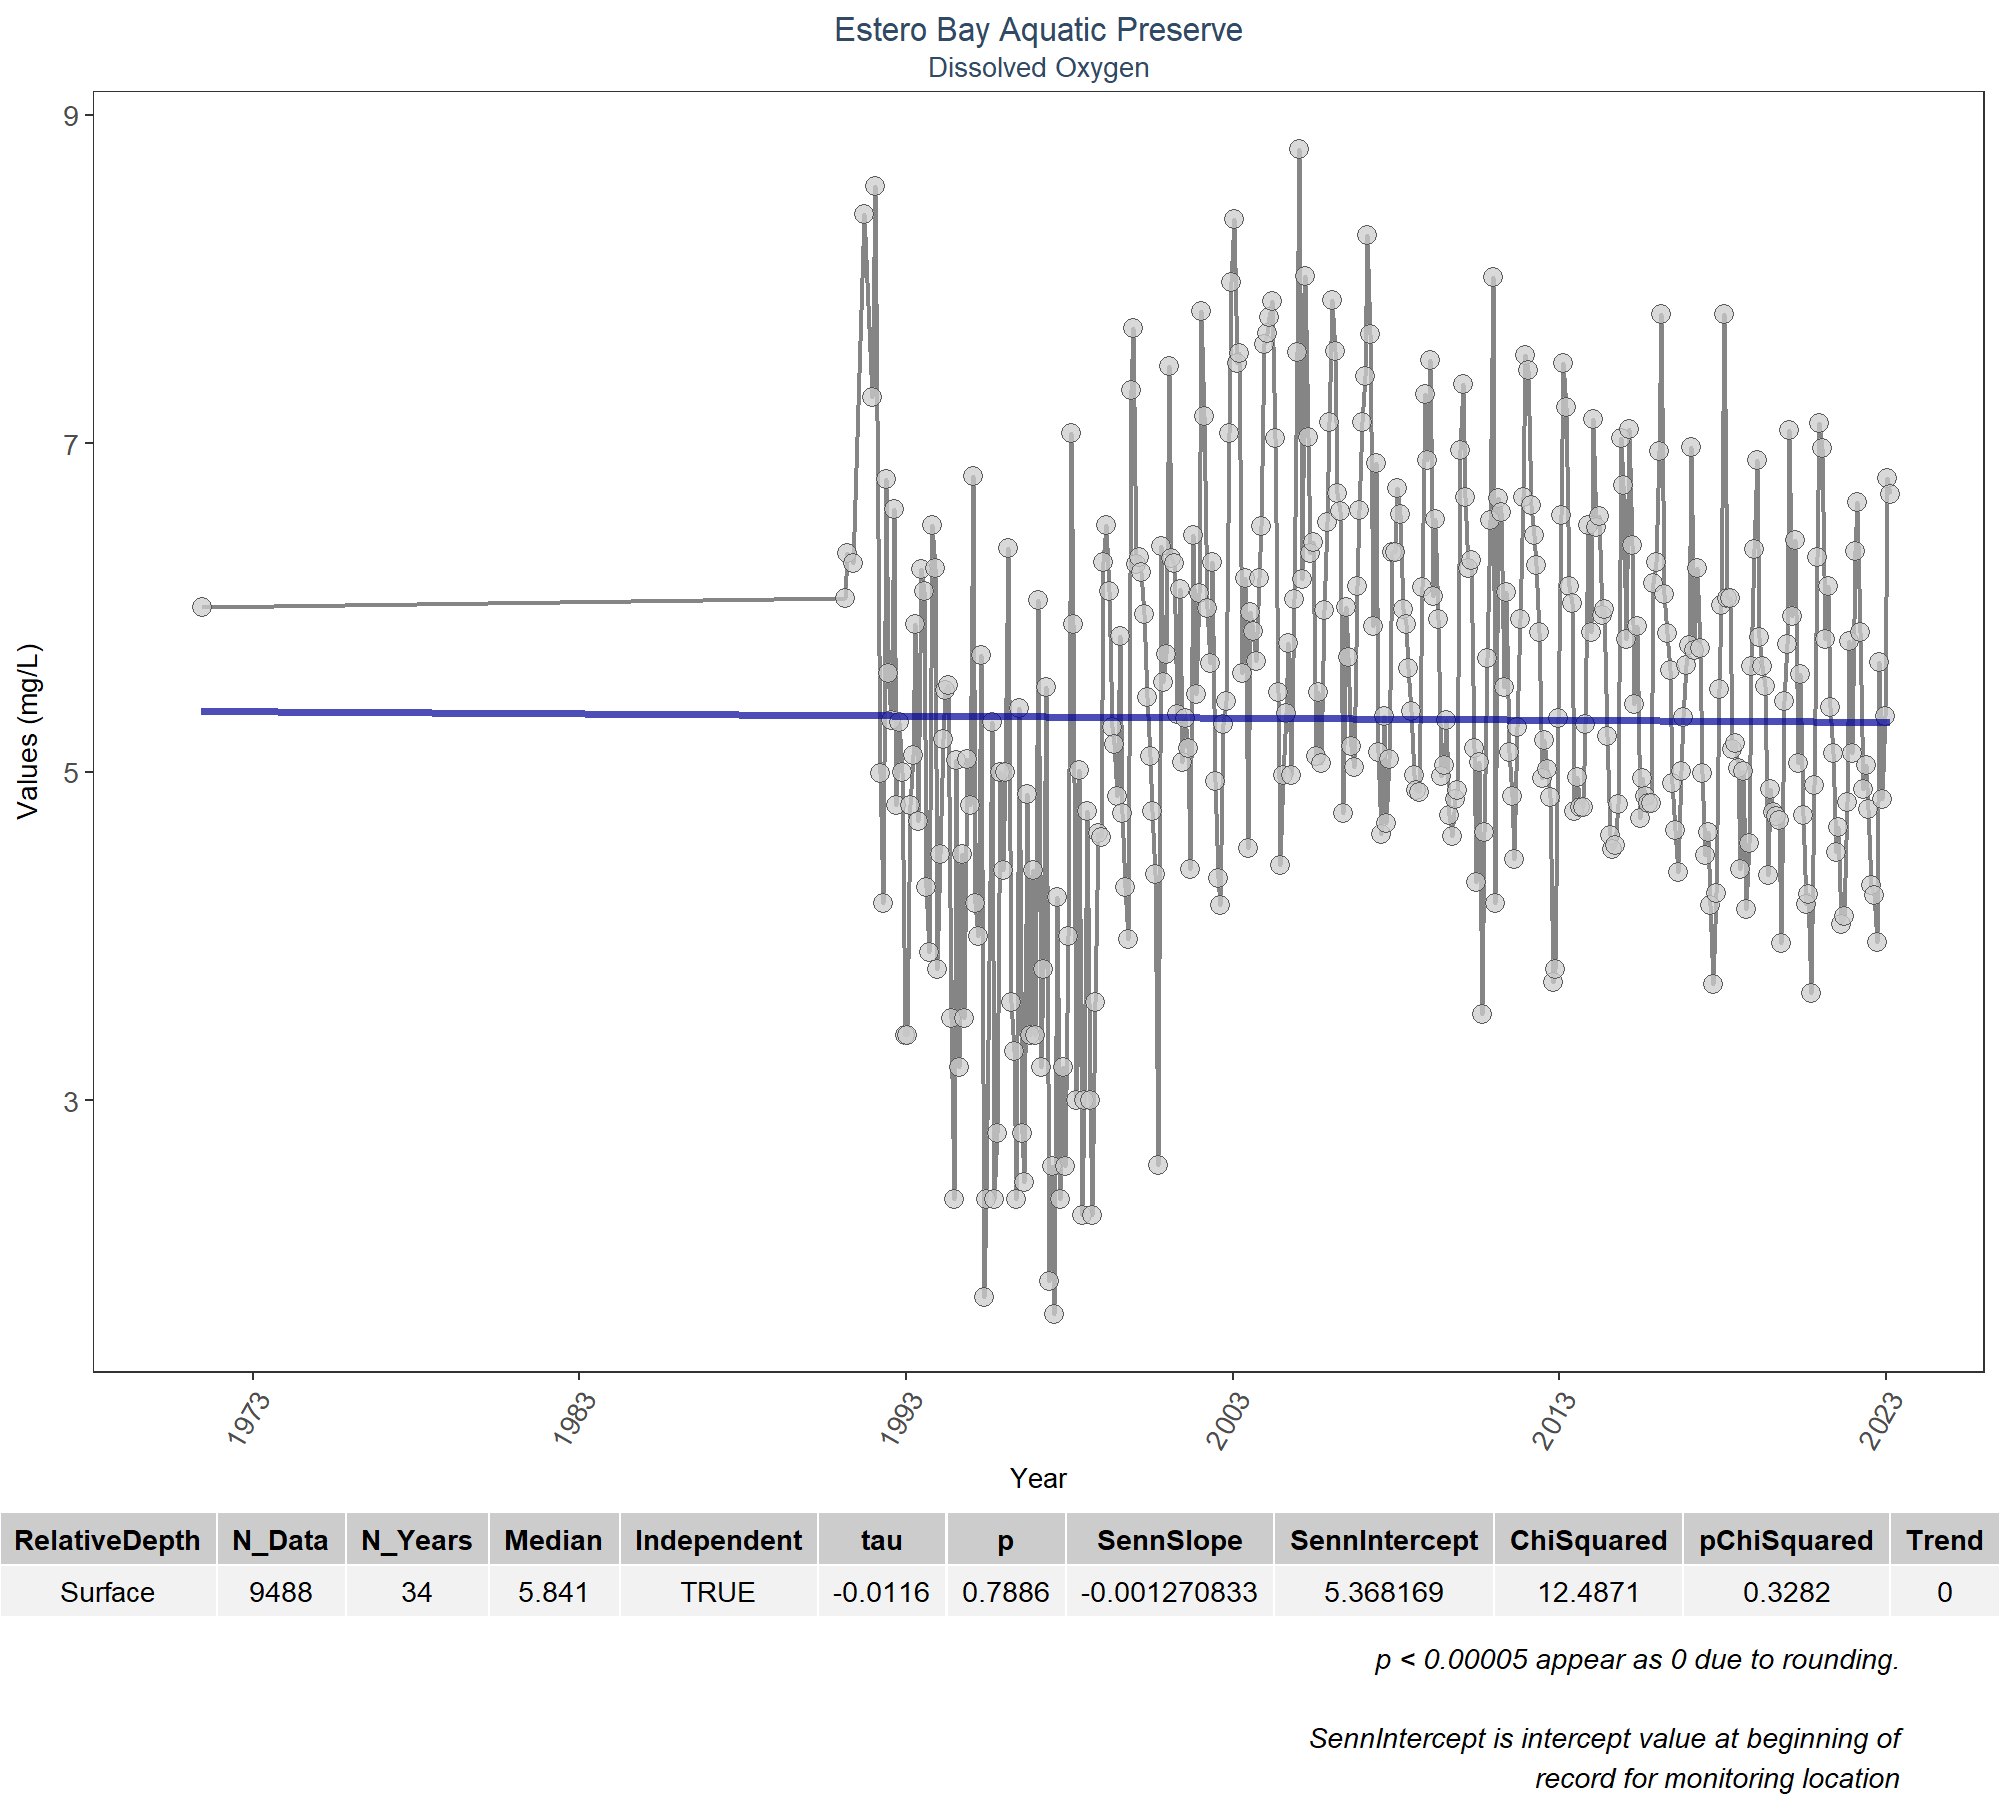 Estero Bay Aquatic Preserve
Dissolved Oxygen
Values (mg/L)
9
7
5
3
1973 1983 1993 2003 2013 2023
Year
RelativeDepth N_Data N_Years Median Independent tau p SennSlope SennIntercept ChiSquared pChiSquared Trend
Surface 9488 34 5.841 TRUE -0.0116 0.7886 -0.001270833 5.368169 12.4871 0.3282 0
p < 0.00005 appear as 0 due to rounding.
SennIntercept is intercept value at beginning of
record for monitoring location